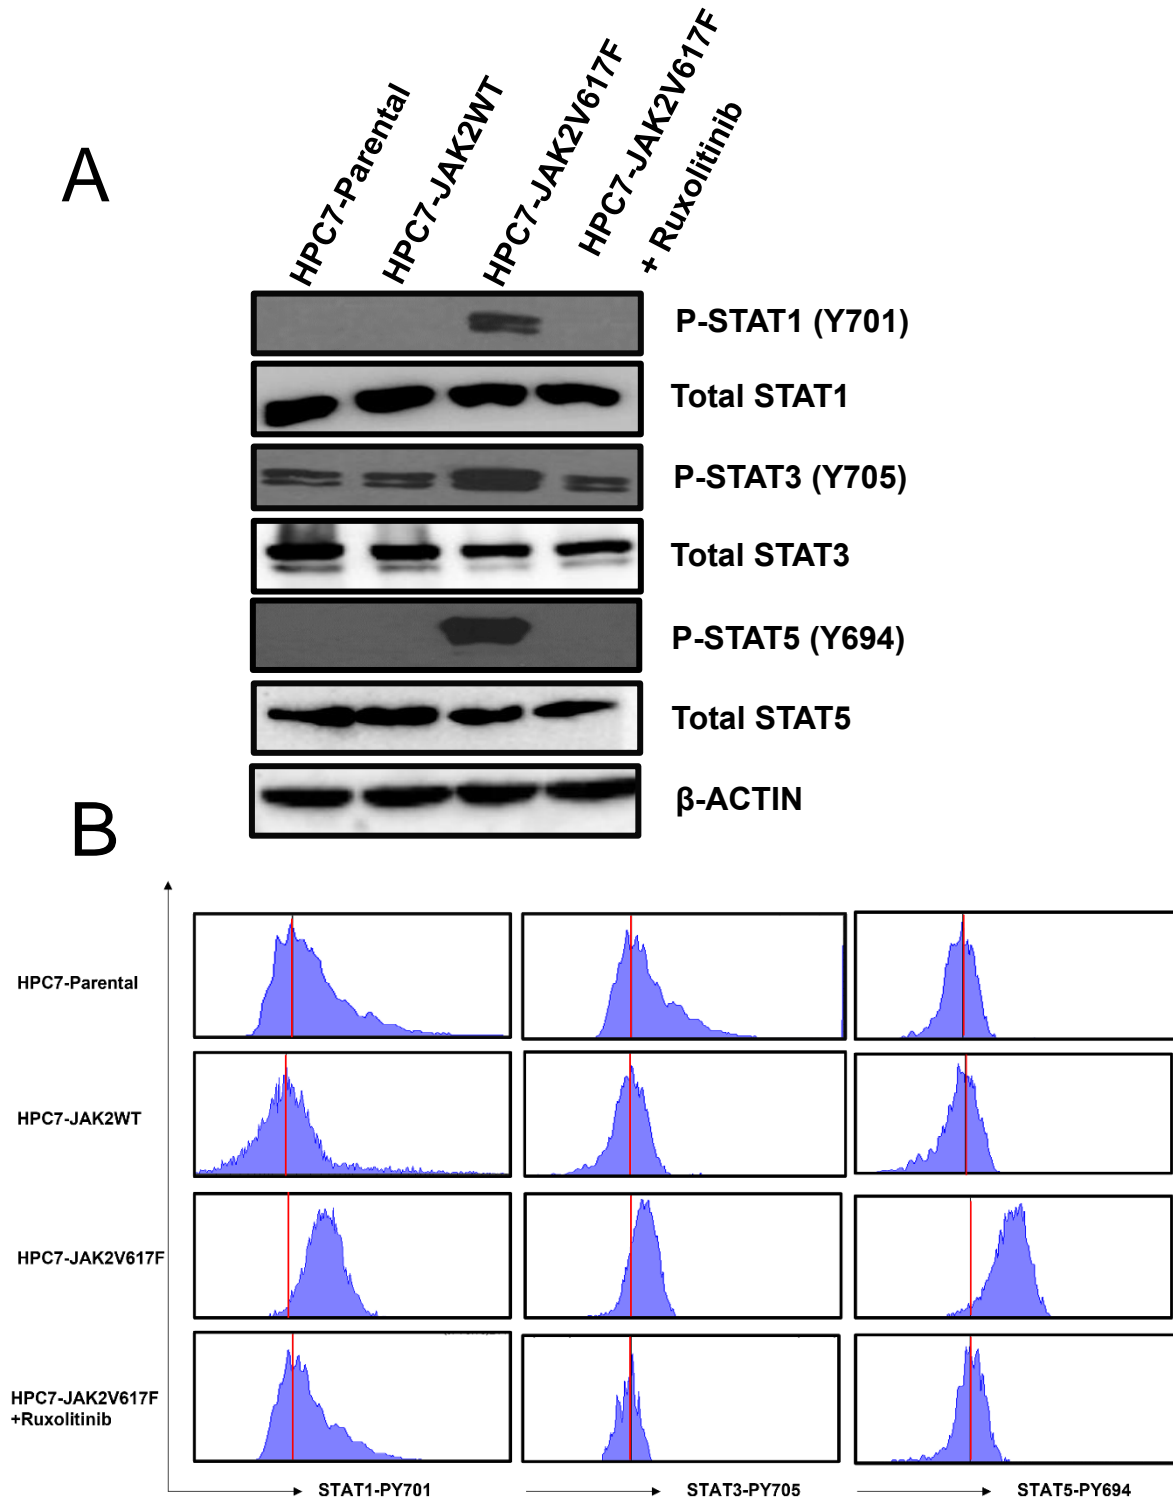 A
HPC7-Parental
HPC7-JAK2WT
HPC7-JAK2V617F
HPC7-JAK2V617F
+ Ruxolitinib
P-STAT1 (Y701)
Total STAT1
P-STAT3 (Y705)
Total STAT3
P-STAT5 (Y694)
Total STAT5
β-ACTIN
B
HPC7-Parental
HPC7-JAK2WT
HPC7-JAK2V617F
HPC7-JAK2V617F
+Ruxolitinib
STAT1-PY701
STAT3-PY705
STAT5-PY694